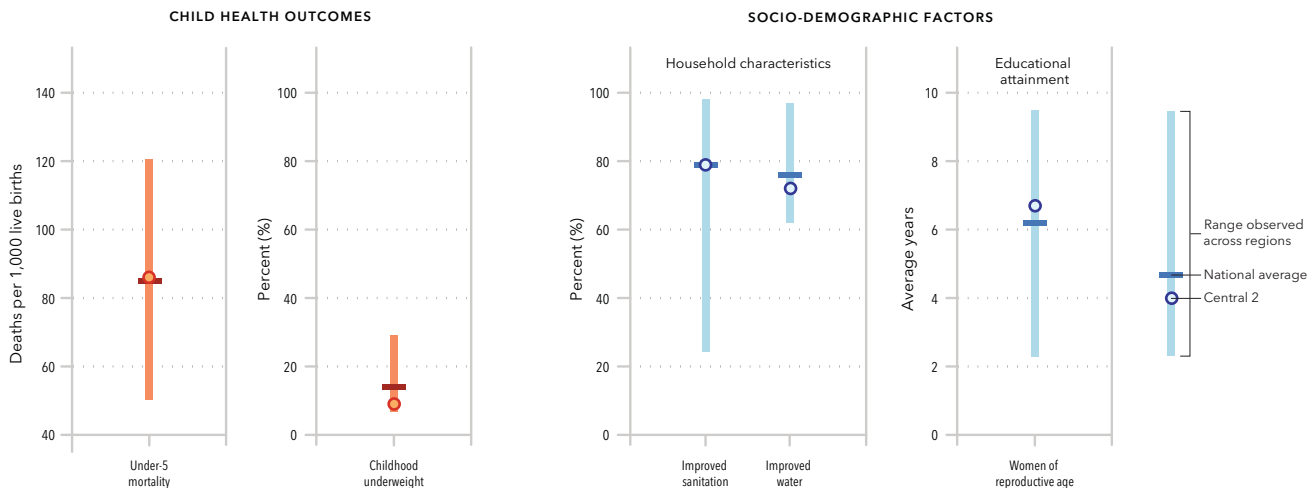 CHILD HEALTH OUTCOMES
Deaths per 1,000 live births
140
120
100
80
60
40
Under-5
mortality
Percent (%)
100
80
60
40
20
0
Childhood
underweight
SOCIO-DEMOGRAPHIC FACTORS
Household characteristics
Percent (%)
100
80
60
40
20
0
Improved
sanitation
Improved
water
Educational
attainment
Average years
10
8
6
4
2
0
Women of
reproductive age
Range observed
across regions
National average
Central 2